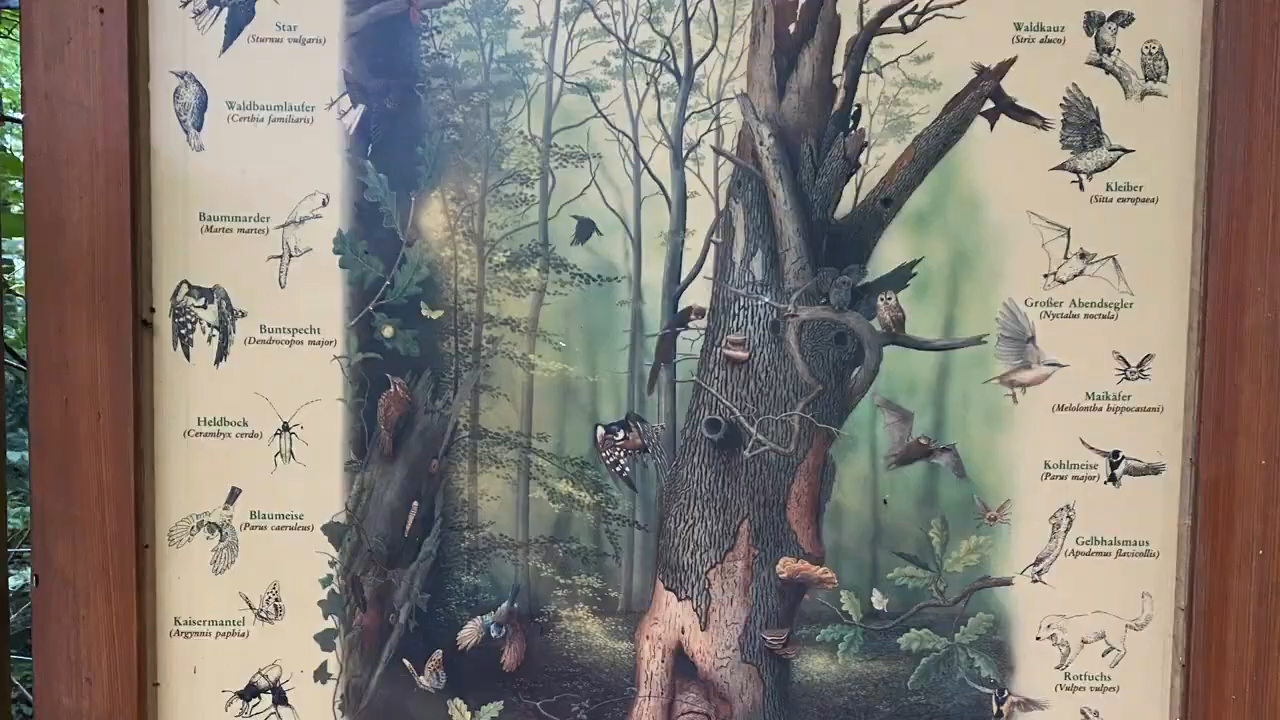 Star
(Sturnus vulgaris)
Waldbaumläufer
(Certhia familiaris)
Baummarder
(Martes martes)
Buntspecht
(Dendrocopos major)
Heldbock
(Cerambyx cerdo)
Blaumeise
(Parus caeruleus)
Kaisermantel
(Argynnis paphia)
Waldkauz
(Strix aluco)
Kleiber
(Sitta europaea)
Großer Abendsegler
(Nyctalus noctula)
Maikäfer
(Melolontha hippocastani)
Kohlmeise
(Parus major)
Gelbhalsmaus
(Apodemus flavicollis)
Rotfuchs
(Vulpes vulpes)